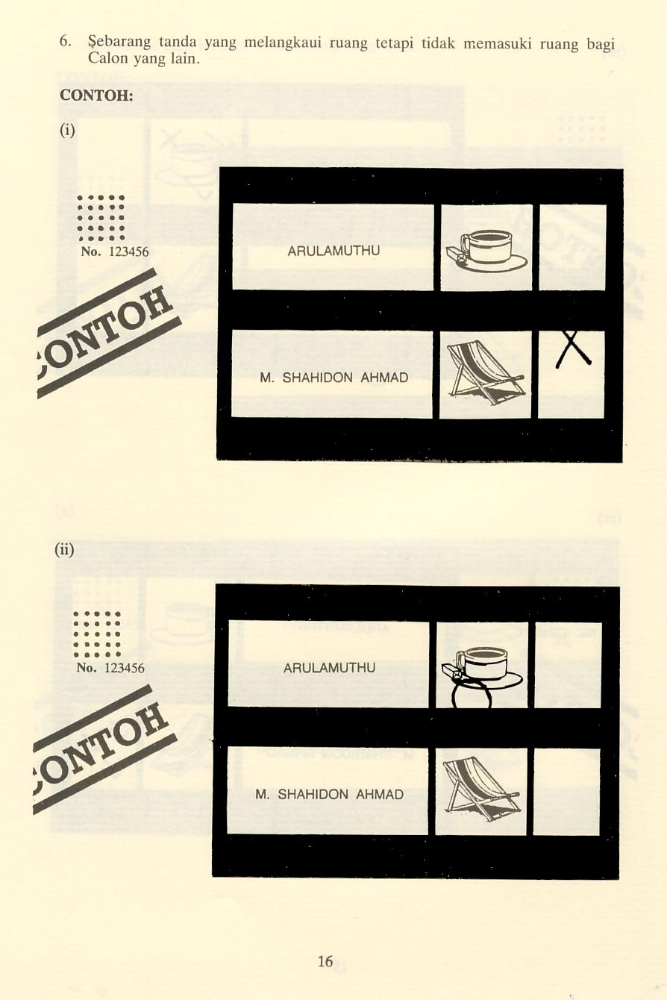 6. Sebarang tanda yang melangkaui ruang tetapi tidak memasuki ruang bagi
Calon yang lain.
CONTOH:
(i)
No. 123456
CONTOH
ARULAMUTHU
M. SHAHIDON AHMAD
(ii)
No. 123456
CONTOH
ARULAMUTHU
M. SHAHIDON AHMAD
16